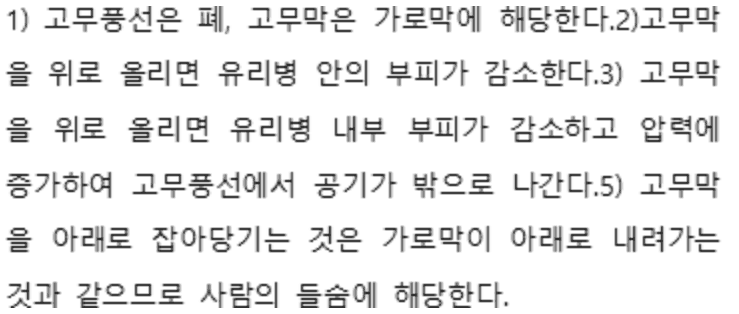 1) 고무풍선은 폐, 고무막은 가로막에 해당한다.2)고무막
을 위로 올리면 유리병 안의 부피가 감소한다.3) 고무막
을 위로 올리면 유리병 내부 부피가 감소하고 압력에
증가하여 고무풍선에서 공기가 밖으로 나간다.5) 고무막
을 아래로 잡아당기는 것은 가로막이 아래로 내려가는
것과 같으므로 사람의 들숨에 해당한다.